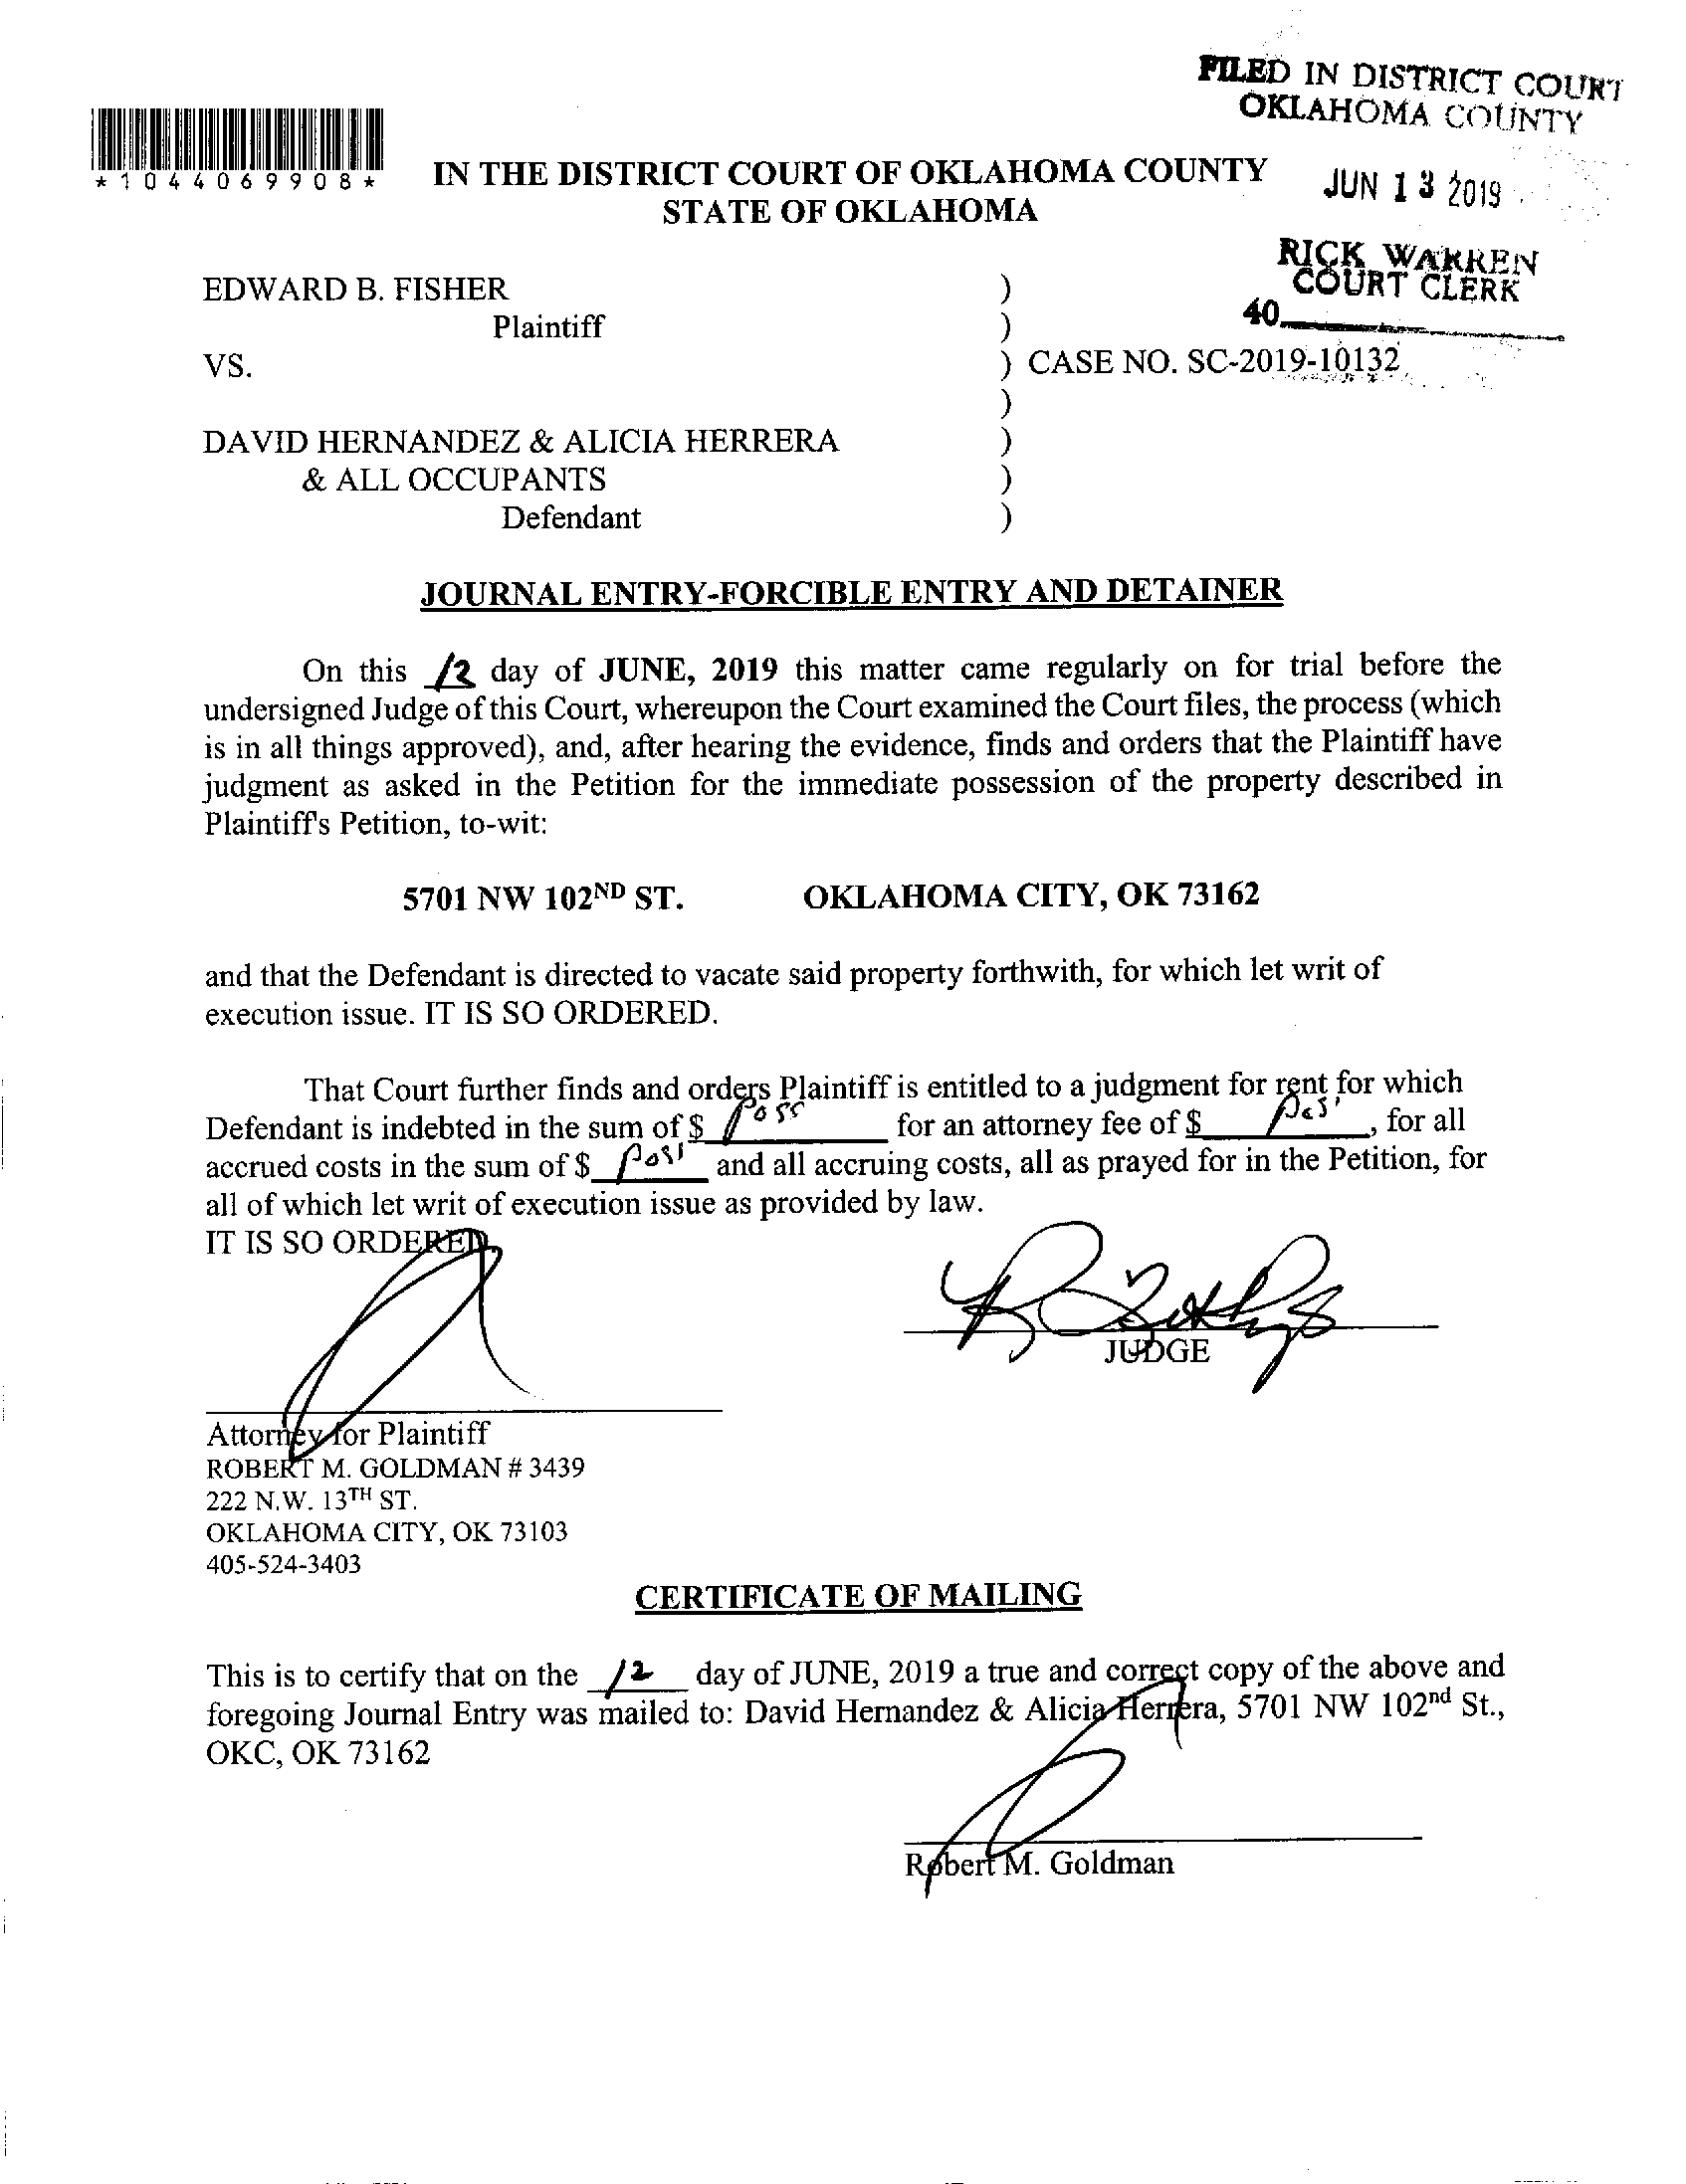 FILED IN DISTRICT COURT
OKLAHOMA COUNTY
*1044069908*
IN THE DISTRICT COURT OF OKLAHOMA COUNTY
STATE OF OKLAHOMA
JUN 13 2019
RICK WARREN
COURT CLERK
40
EDWARD B. FISHER )
Plaintiff )
VS. ) CASE NO. SC-2019-10132
)
DAVID HERNANDEZ & ALICIA HERRERA )
& ALL OCCUPANTS )
Defendant )
JOURNAL ENTRY-FORCIBLE ENTRY AND DETAINER
On this 12 day of JUNE, 2019 this matter came regularly on for trial before the
undersigned Judge of this Court, whereupon the Court examined the Court files, the process (which
is in all things approved), and, after hearing the evidence, finds and orders that the Plaintiff have
judgment as asked in the Petition for the immediate possession of the property described in
Plaintiff's Petition, to-wit:
5701 NW 102ND ST. OKLAHOMA CITY, OK 73162
and that the Defendant is directed to vacate said property forthwith, for which let writ of
execution issue. IT IS SO ORDERED.
That Court further finds and orders Plaintiff is entitled to a judgment for rent for which
Defendant is indebted in the sum of $ Poss for an attorney fee of $ Poss, for all
accrued costs in the sum of $ Poss and all accruing costs, all as prayed for in the Petition, for
all of which let writ of execution issue as provided by law.
IT IS SO ORDERED.
JUDGE
Attorney for Plaintiff
ROBERT M. GOLDMAN # 3439
222 N.W. 13TH ST.
OKLAHOMA CITY, OK 73103
405-524-3403
CERTIFICATE OF MAILING
This is to certify that on the 12 day of JUNE, 2019 a true and correct copy of the above and
foregoing Journal Entry was mailed to: David Hernandez & Alicia Herrera, 5701 NW 102nd St.,
OKC, OK 73162
Robert M. Goldman